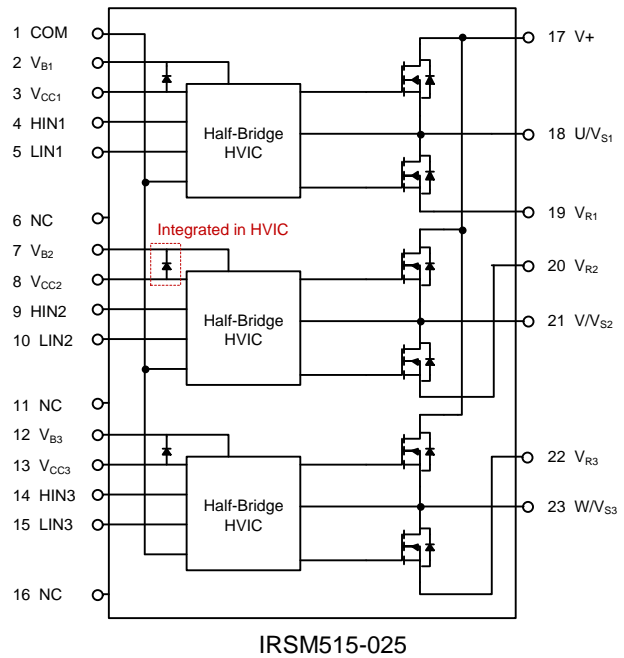 1 COM
2 VB1
3 VCC1
4 HIN1
5 LIN1
6 NC
7 VB2
8 VCC2
9 HIN2
10 LIN2
11 NC
12 VB3
13 VCC3
14 HIN3
15 LIN3
16 NC
Half-Bridge
HVIC
Integrated in HVIC
Half-Bridge
HVIC
Half-Bridge
HVIC
17 V+
18 U/VS1
19 VR1
20 VR2
21 V/VS2
22 VR3
23 W/VS3
IRSM515-025